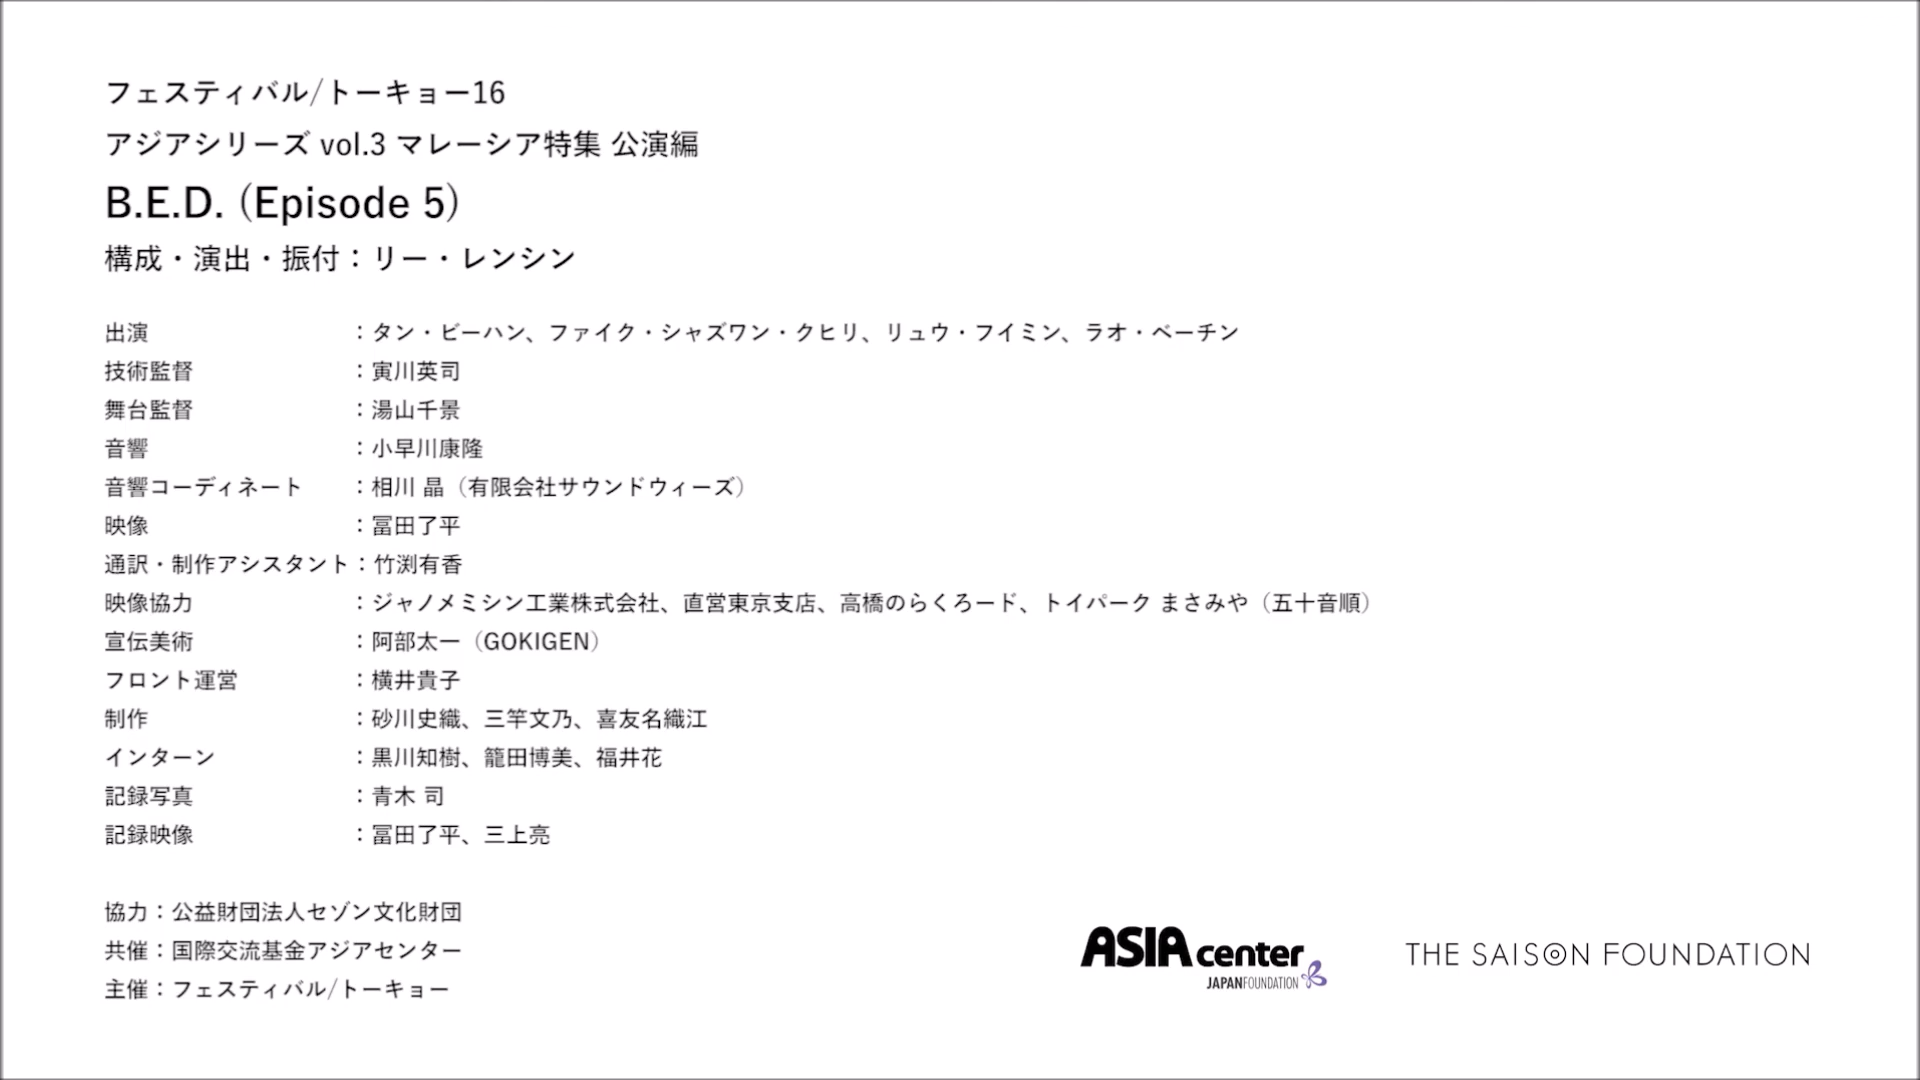 フェスティバル/トーキョー16
アジアシリーズ vol.3 マレーシア特集 公演編
B.E.D. (Episode 5)
構成・演出・振付：リー・レンシン
出演：タン・ビーハン、ファイク・シャズワン・クヒリ、リュウ・フイミン、ラオ・ベーチン
技術監督：寅川英司
舞台監督：湯山千景
音響：小早川康隆
音響コーディネート：相川 晶（有限会社サウンドウィーズ）
映像：冨田了平
通訳・制作アシスタント：竹渕有香
映像協力：ジャノメミシン工業株式会社、直営東京支店、高橋のらくろード、トイパーク まさみや（五十音順）
宣伝美術：阿部太一（GOKIGEN）
フロント運営：横井貴子
制作：砂川史織、三竿文乃、喜友名織江
インターン：黒川知樹、籠田博美、福井花
記録写真：青木 司
記録映像：冨田了平、三上亮
協力：公益財団法人セゾン文化財団
共催：国際交流基金アジアセンター
主催：フェスティバル/トーキョー
ASIA center
JAPANFOUNDATION
THE SAISON FOUNDATION